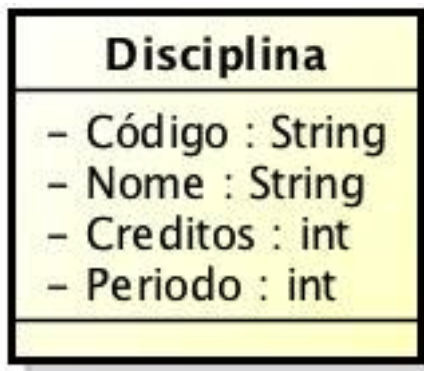 Disciplina
- Código : String
- Nome : String
- Creditos : int
- Periodo : int